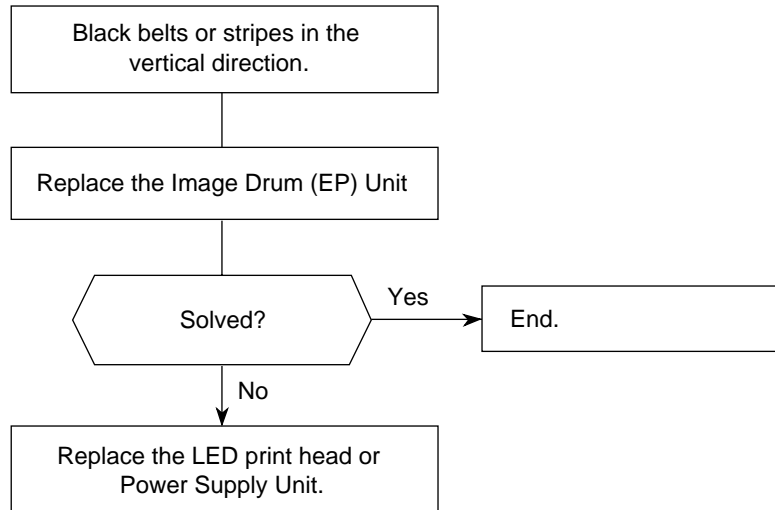 Black belts or stripes in the
vertical direction.
Replace the Image Drum (EP) Unit
Solved?
Yes
End.
No
Replace the LED print head or
Power Supply Unit.